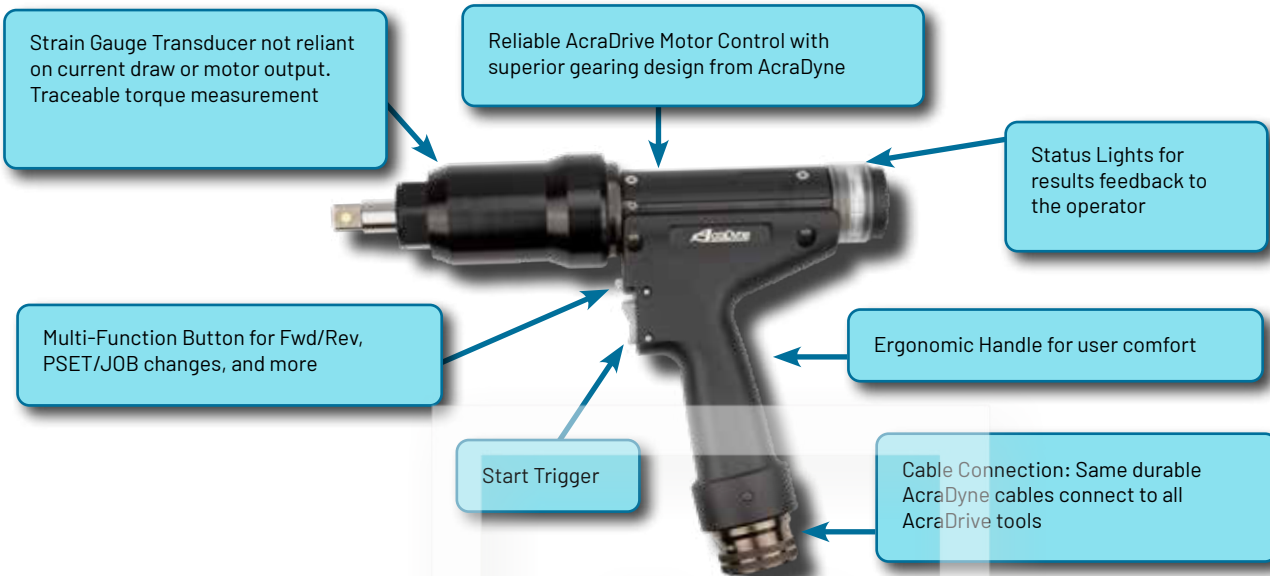 Strain Gauge Transducer not reliant
on current draw or motor output.
Traceable torque measurement
Reliable AcraDrive Motor Control with
superior gearing design from AcraDyne
Status Lights for
results feedback to
the operator
AcraDyne
Multi-Function Button for Fwd/Rev,
PSET/JOB changes, and more
Ergonomic Handle for user comfort
Start Trigger
Cable Connection: Same durable
AcraDyne cables connect to all
AcraDrive tools